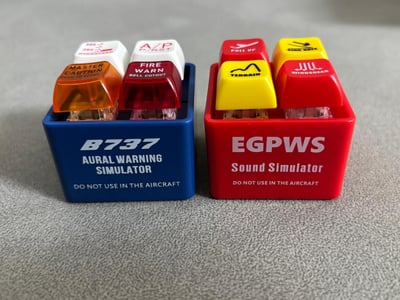 A/P
MASTER
CAUTION
FIRE
WARN
BELL CUTOUT
B737
AURAL WARNING
SIMULATOR
DO NOT USE IN THE AIRCRAFT
PULL UP
TERRAIN
WINDSHEAR
EGPWS
Sound Simulator
DO NOT USE IN THE AIRCRAFT